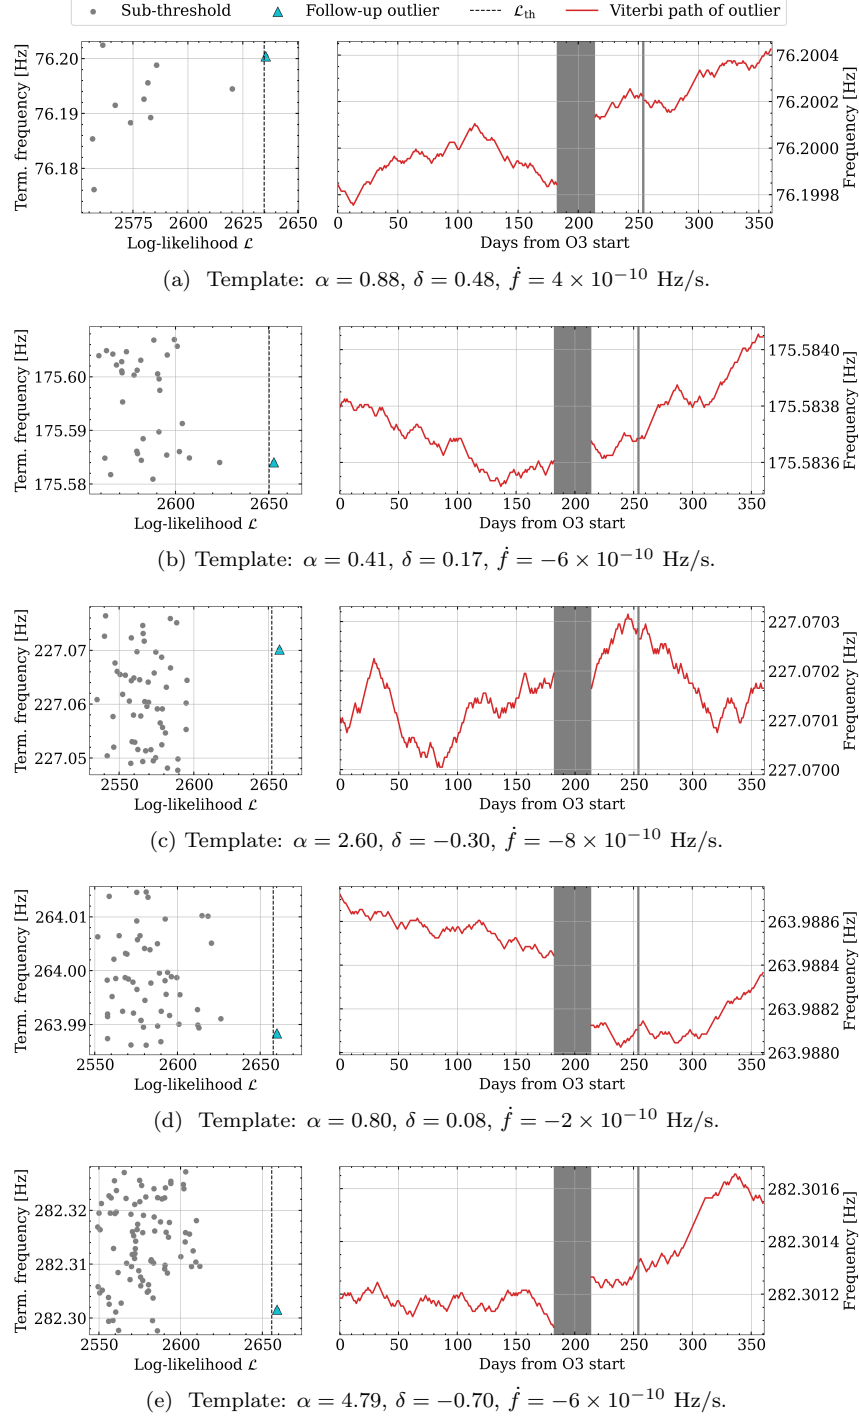 Sub-threshold Follow-up outlier ℒth Viterbi path of outlier
Term. frequency [Hz]
76.20
76.19
76.18
2575 2600 2625 2650
Log-likelihood ℒ
76.2004
76.2002
76.2000
76.1998
Frequency [Hz]
0 50 100 150 200 250 300 350
Days from O3 start
(a) Template: α = 0.88, δ = 0.48, ḟ = 4 × 10⁻¹⁰ Hz/s.
Term. frequency [Hz]
175.60
175.59
175.58
2600 2650
Log-likelihood ℒ
175.5840
175.5838
175.5836
Frequency [Hz]
0 50 100 150 200 250 300 350
Days from O3 start
(b) Template: α = 0.41, δ = 0.17, ḟ = −6 × 10⁻¹⁰ Hz/s.
Term. frequency [Hz]
227.07
227.06
227.05
2550 2600 2650
Log-likelihood ℒ
227.0703
227.0702
227.0701
227.0700
Frequency [Hz]
0 50 100 150 200 250 300 350
Days from O3 start
(c) Template: α = 2.60, δ = −0.30, ḟ = −8 × 10⁻¹⁰ Hz/s.
Term. frequency [Hz]
264.01
264.00
263.99
2550 2600 2650
Log-likelihood ℒ
263.9886
263.9884
263.9882
263.9880
Frequency [Hz]
0 50 100 150 200 250 300 350
Days from O3 start
(d) Template: α = 0.80, δ = 0.08, ḟ = −2 × 10⁻¹⁰ Hz/s.
Term. frequency [Hz]
282.32
282.31
282.30
2550 2600 2650
Log-likelihood ℒ
282.3016
282.3014
282.3012
Frequency [Hz]
0 50 100 150 200 250 300 350
Days from O3 start
(e) Template: α = 4.79, δ = −0.70, ḟ = −6 × 10⁻¹⁰ Hz/s.